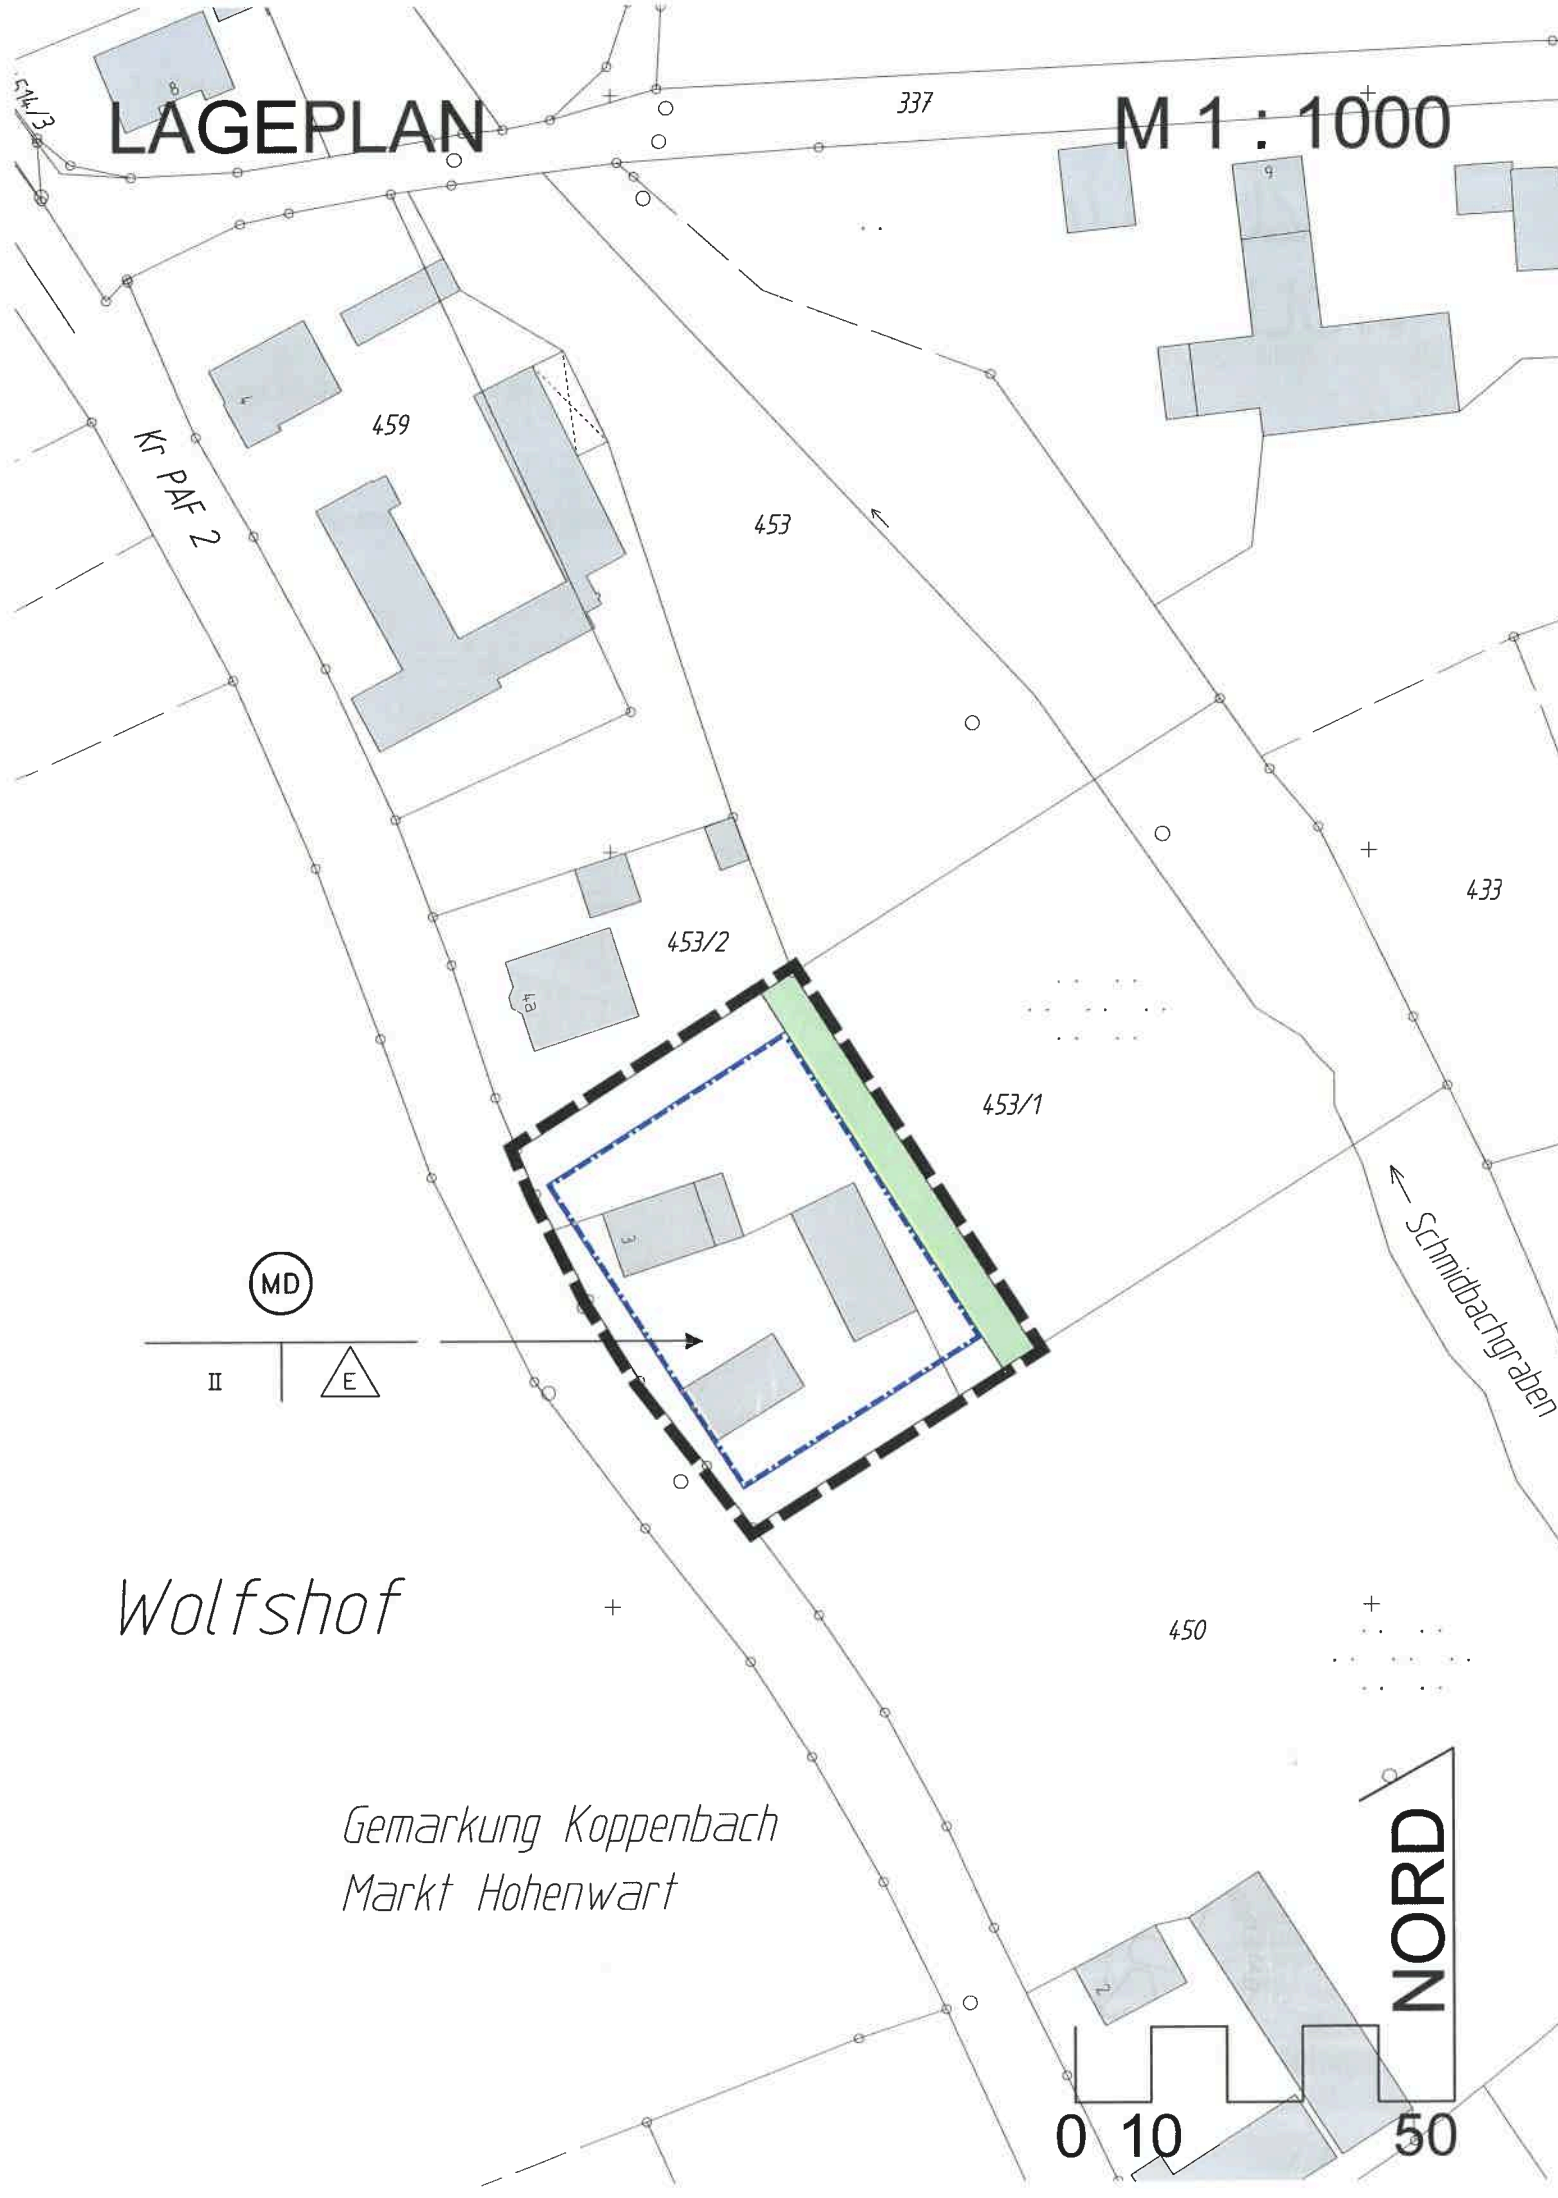 514/3
8
LAGEPLAN
337
M 1 : 1000
9
4
459
Kr PAF 2
453
433
453/2
4a
453/1
3
MD
II
E
← Schmidbachgraben
Wolfshof
450
Gemarkung Koppenbach
Markt Hohenwart
NORD
2
0 10 50